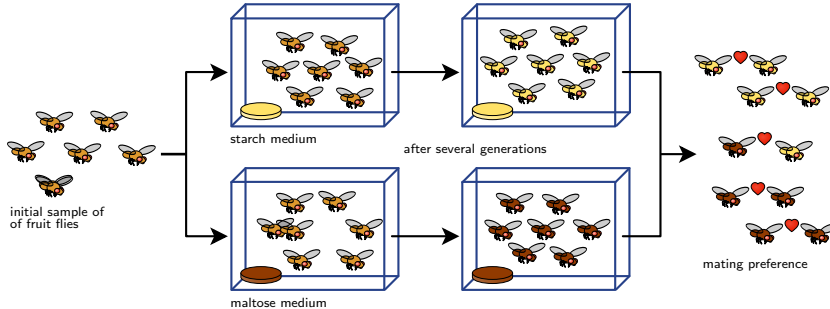 starch medium
after several generations
initial sample of
of fruit flies
maltose medium
mating preference